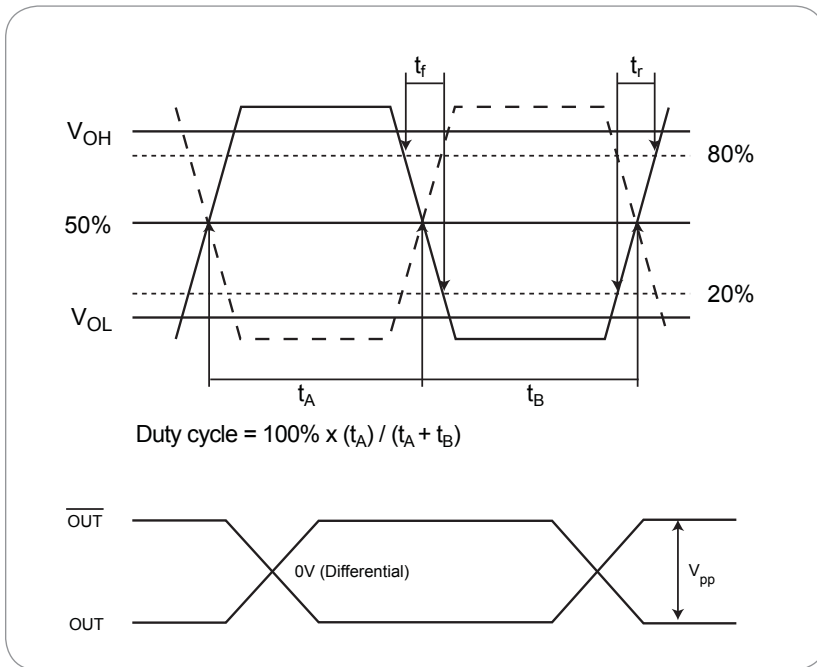 t_f t_r
V_OH
80%
50%
20%
V_OL
t_A t_B
Duty cycle = 100% x (t_A) / (t_A + t_B)
OUT
0V (Differential)
V_pp
OUT